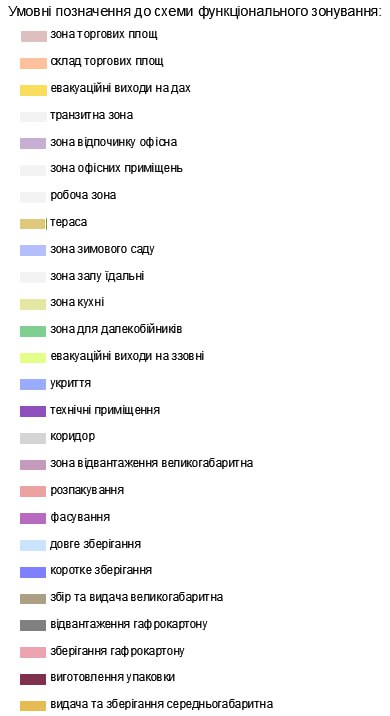 Умовні позначення до схеми функціонального зонування:
зона торгових площ
склад торгових площ
евакуаційні виходи на дах
транзитна зона
зона відпочинку офісна
зона офісних приміщень
робоча зона
тераса
зона зимового саду
зона залу їдальні
зона кухні
зона для далекобійників
евакуаційні виходи на ззовні
укриття
технічні приміщення
коридор
зона відвантаження великогабаритна
розпакування
фасування
довге зберігання
коротке зберігання
збір та видача великогабаритна
відвантаження гафрокартону
зберігання гафрокартону
виготовлення упаковки
видача та зберігання середньогабаритна